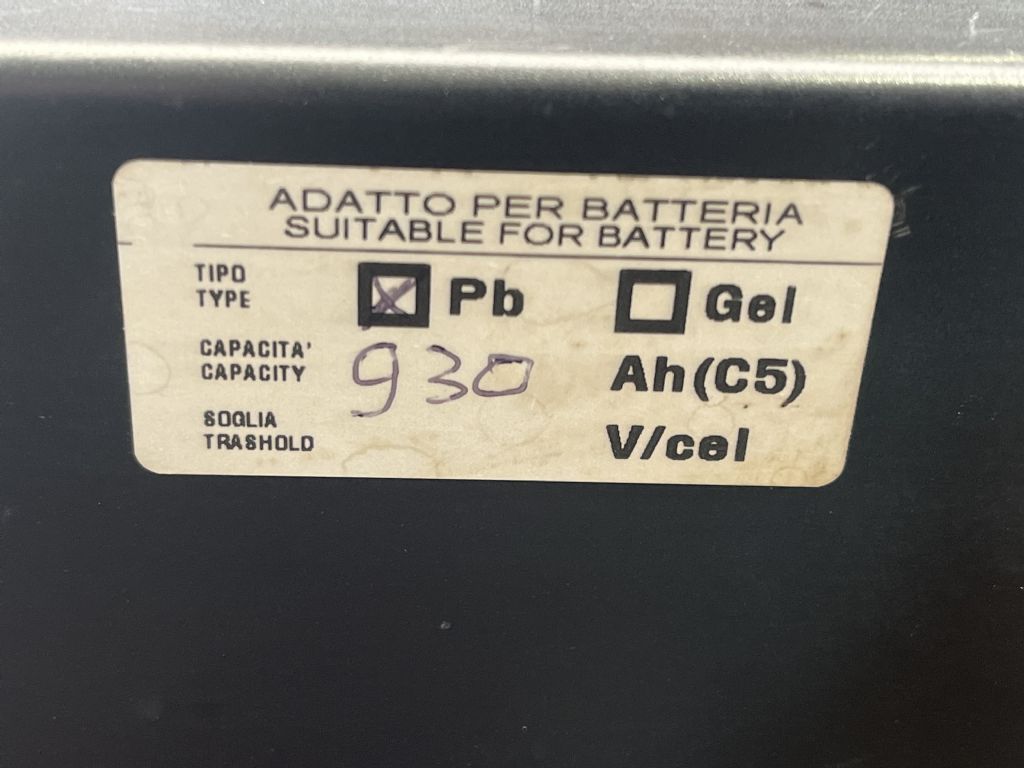 ADATTO PER BATTERIA
SUITABLE FOR BATTERY
TIPO
TYPE
Pb
Gel
CAPACITA'
CAPACITY
930
Ah(C5)
SOGLIA
TRASHOLD
V/cel